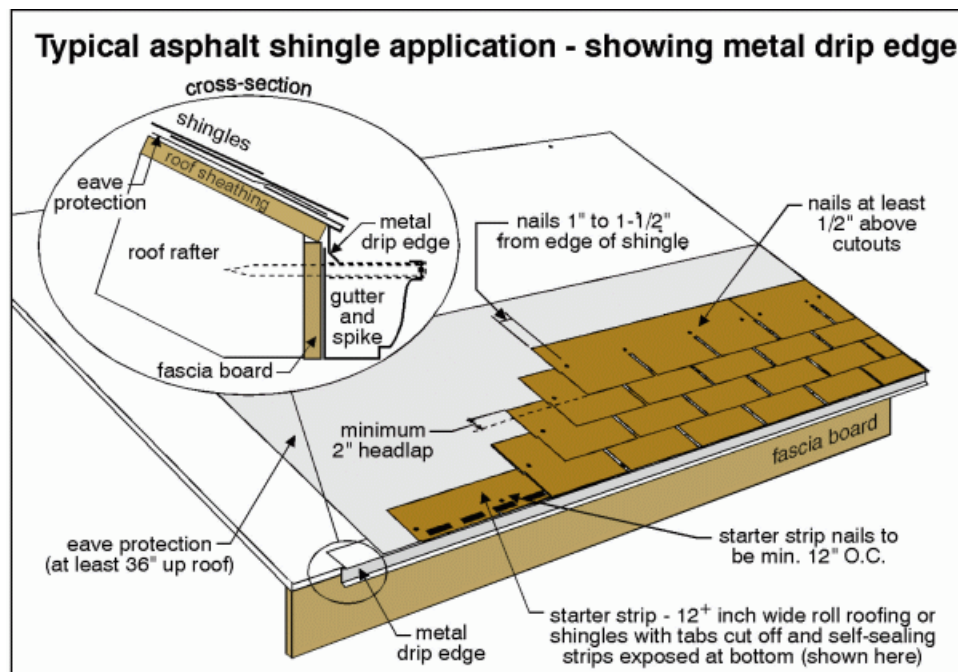 Typical asphalt shingle application - showing metal drip edge
cross-section
shingles
roof sheathing
eave
protection
metal
drip edge
roof rafter
gutter
and
spike
fascia board
nails 1" to 1-1/2"
from edge of shingle
nails at least
1/2" above
cutouts
minimum
2" headlap
fascia board
eave protection
(at least 36" up roof)
starter strip nails to
be min. 12" O.C.
metal
drip edge
starter strip - 12+ inch wide roll roofing or
shingles with tabs cut off and self-sealing
strips exposed at bottom (shown here)